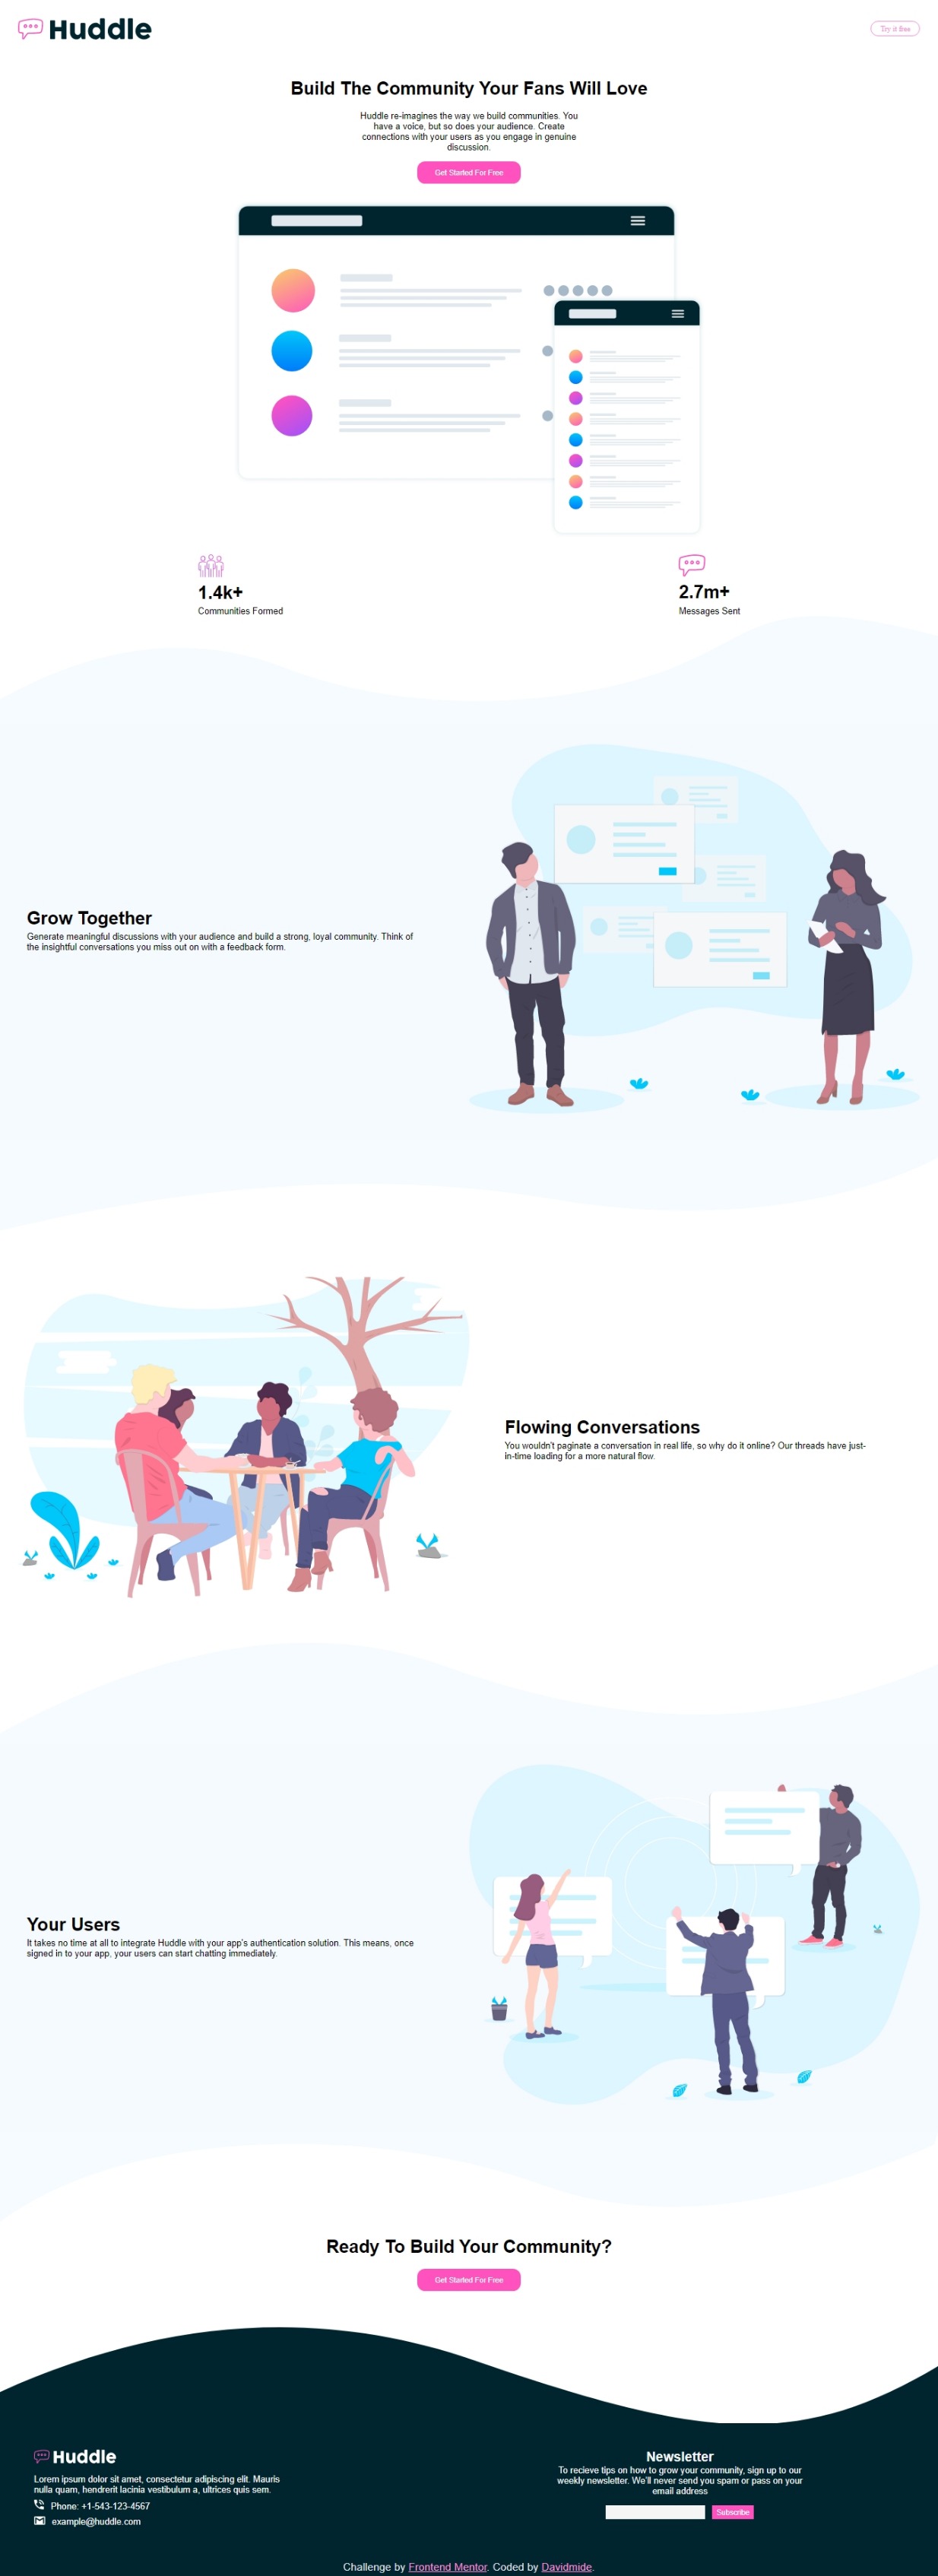 Huddle
Try it free
Build The Community Your Fans Will Love
Huddle re-imagines the way we build communities. You
have a voice, but so does your audience. Create
connections with your users as you engage in genuine
discussion.
Get Started For Free
1.4k+
Communities Formed
2.7m+
Messages Sent
Grow Together
Generate meaningful discussions with your audience and build a strong, loyal community. Think of
the insightful conversations you miss out on with a feedback form.
Flowing Conversations
You wouldn't paginate a conversation in real life, so why do it online? Our threads have just-
in-time loading for a more natural flow.
Your Users
It takes no time at all to integrate Huddle with your app's authentication solution. This means, once
signed in to your app, your users can start chatting immediately.
Ready To Build Your Community?
Get Started For Free
Huddle
Lorem ipsum dolor sit amet, consectetur adipiscing elit. Mauris
nulla quam, hendrerit lacinia vestibulum a, ultrices quis sem.
Phone: +1-543-123-4567
example@huddle.com
Newsletter
To recieve tips on how to grow your community, sign up to our
weekly newsletter. We'll never send you spam or pass on your
email address
Subscribe
Challenge by Frontend Mentor. Coded by Davidmide.